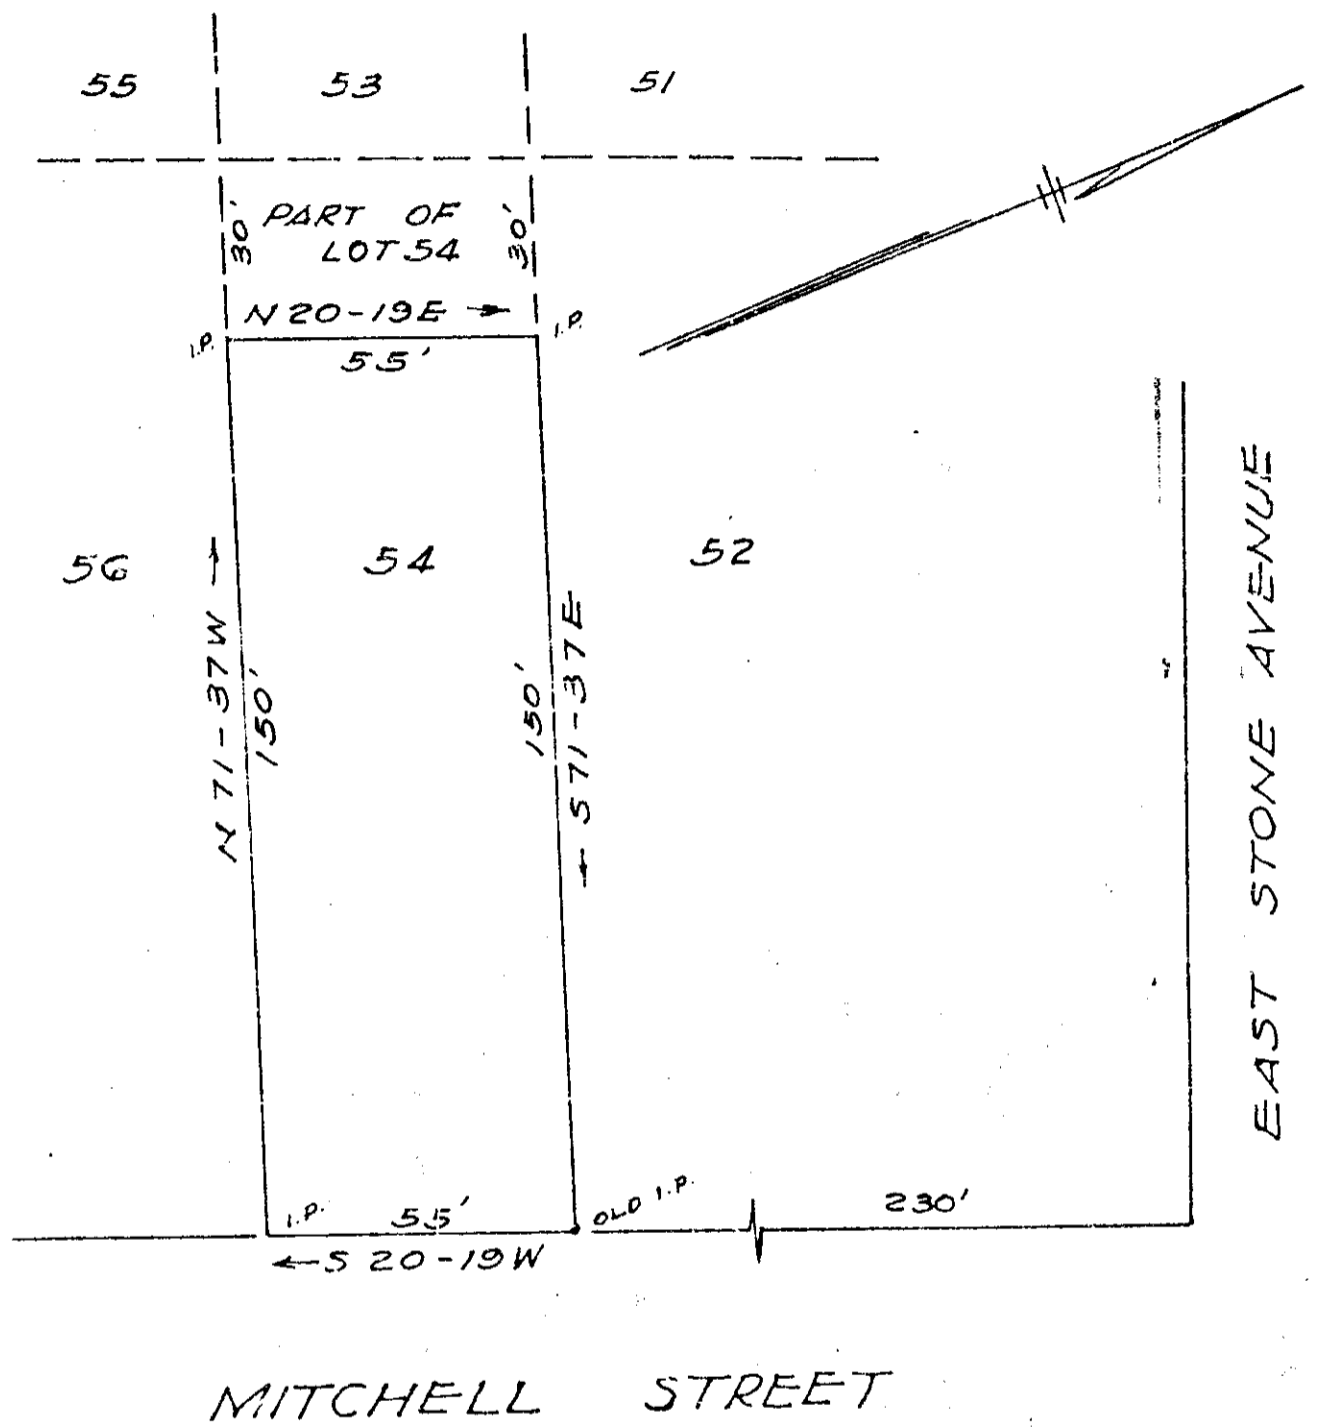 55
53
51
30'
PART OF
LOT 54
30'
N 20-19 E
I.P.
I.P.
55'
56
54
52
N 71-37 W
150'
150'
S 71-37 E
EAST STONE AVENUE
I.P.
55'
OLD I.P.
230'
S 20-19 W
MITCHELL STREET